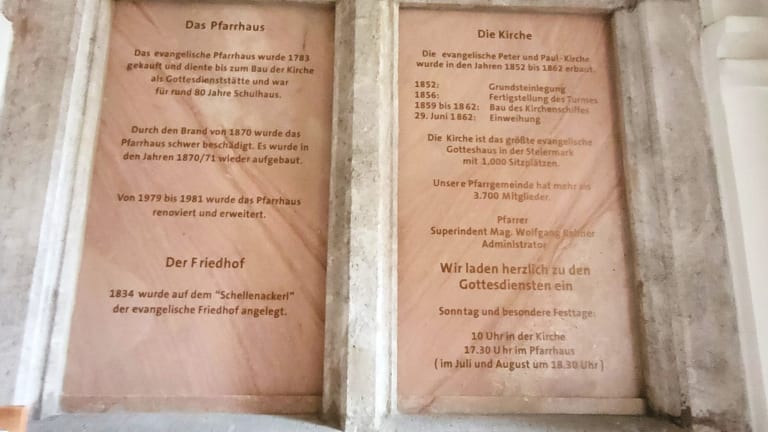 Das Pfarrhaus
Das evangelische Pfarrhaus wurde 1783
gekauft und diente bis zum Bau der Kirche
als Gottesdienststätte und war
für rund 80 Jahre Schulhaus.
Durch den Brand von 1870 wurde das
Pfarrhaus schwer beschädigt. Es wurde in
den Jahren 1870/71 wieder aufgebaut.
Von 1979 bis 1981 wurde das Pfarrhaus
renoviert und erweitert.
Der Friedhof
1834 wurde auf dem "Schellenackerl"
der evangelische Friedhof angelegt.
Die Kirche
Die evangelische Peter und Paul-Kirche
wurde in den Jahren 1852 bis 1862 erbaut.
1852: Grundsteinlegung
1856: Fertigstellung des Turmes
1859 bis 1862: Bau des Kirchenschiffes
29. Juni 1862: Einweihung
Die Kirche ist das größte evangelische
Gotteshaus in der Steiermark
mit 1.000 Sitzplätzen.
Unsere Pfarrgemeinde hat mehr als
3.700 Mitglieder.
Pfarrer
Superindent Mag. Wolfgang
Administrator
Wir laden herzlich zu den
Gottesdiensten ein
Sonntag und besondere Festtage:
10 Uhr in der Kirche
17.30 Uhr im Pfarrhaus
( im Juli und August um 18.30 Uhr )